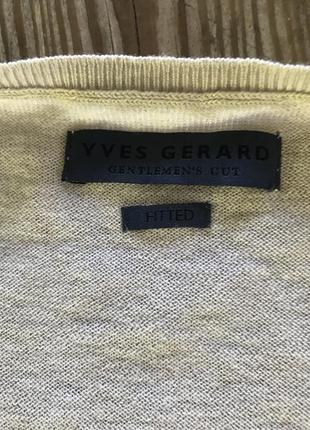 YVES GERARD
GENTLEMEN'S CUT
FITTED